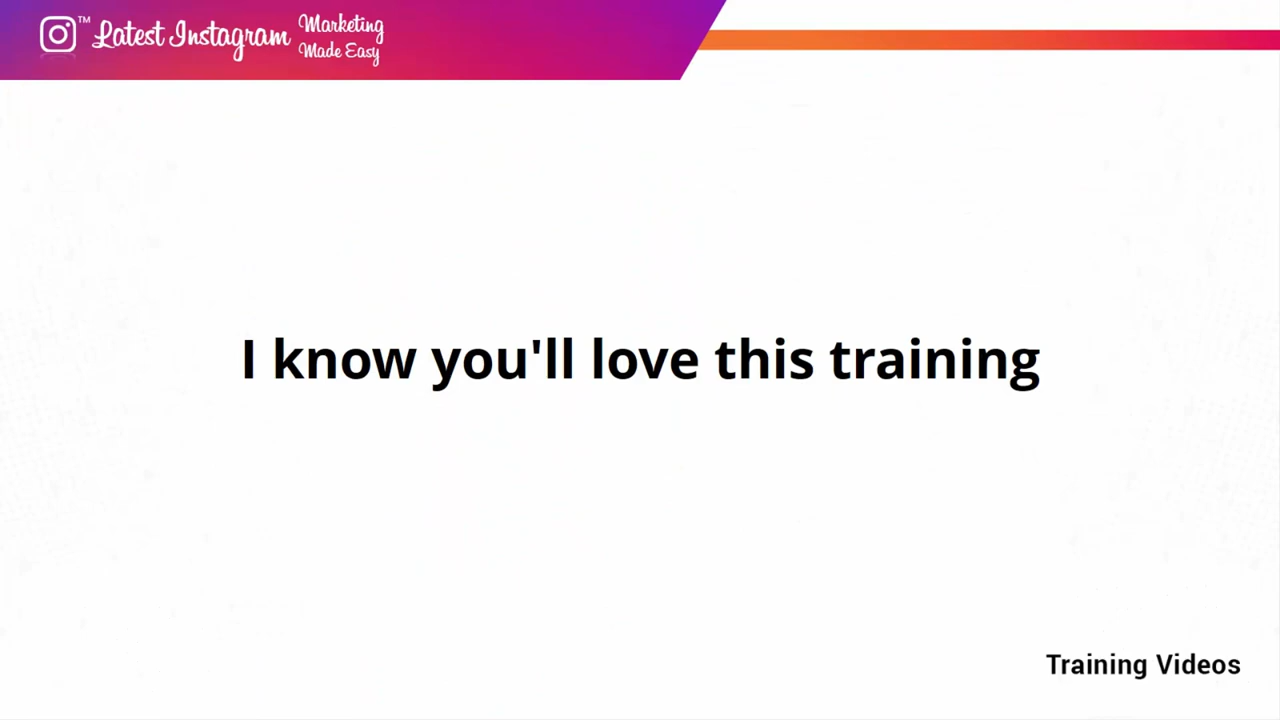 ™ Latest Instagram
Marketing
Made Easy
I know you'll love this training
Training Videos